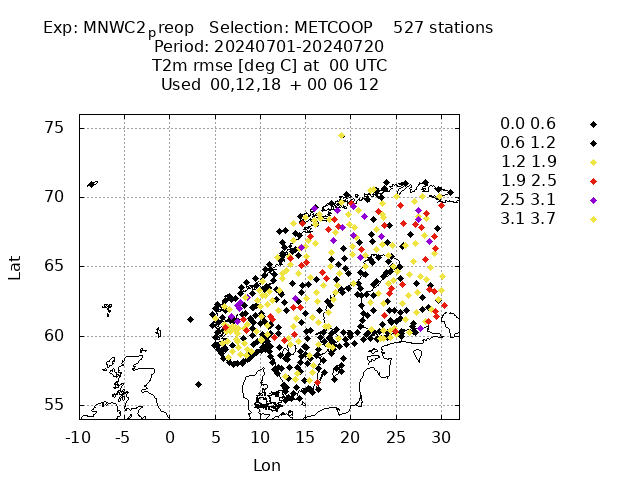 Exp: MNWC2preop Selection: METCOOP 527 stations
Period: 20240701-20240720
T2m rmse [deg C] at 00 UTC
Used 00,12,18 + 00 06 12
0.0 0.6
0.6 1.2
1.2 1.9
1.9 2.5
2.5 3.1
3.1 3.7
75
70
65
60
55
Lat
-10 -5 0 5 10 15 20 25 30
Lon